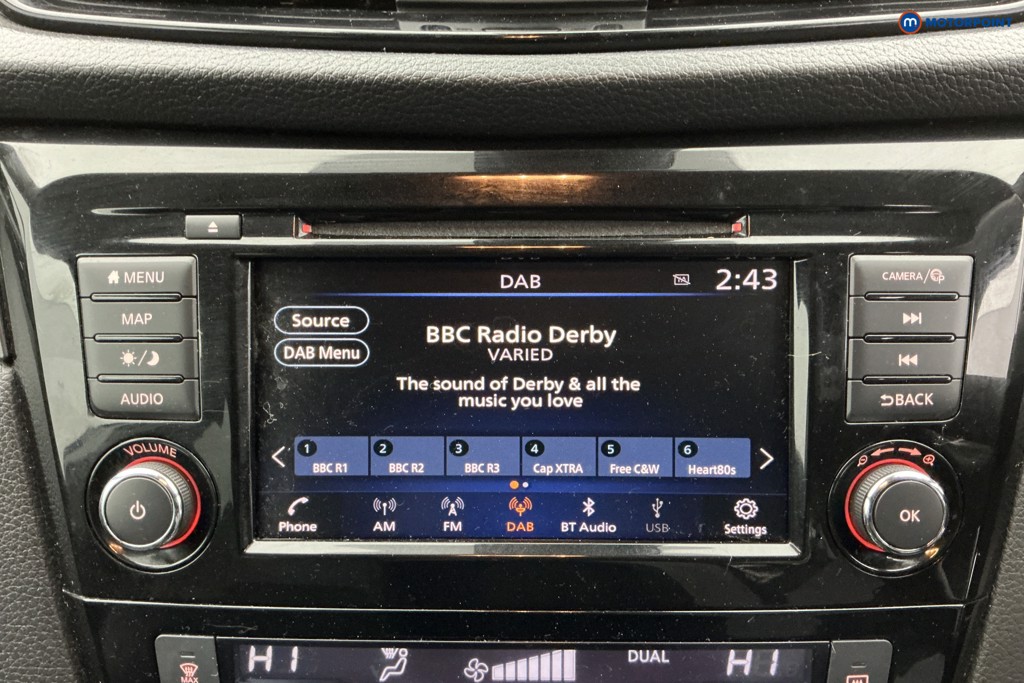 m MOTORPOINT
MENU
MAP
AUDIO
VOLUME
DAB
2:43
Source
DAB Menu
BBC Radio Derby
VARIED
The sound of Derby & all the
music you love
1 BBC R1
2 BBC R2
3 BBC R3
4 Cap XTRA
5 Free C&W
6 Heart80s
Phone
AM
FM
DAB
BT Audio
USB
Settings
CAMERA/
BACK
OK
MAX
HI
DUAL
HI